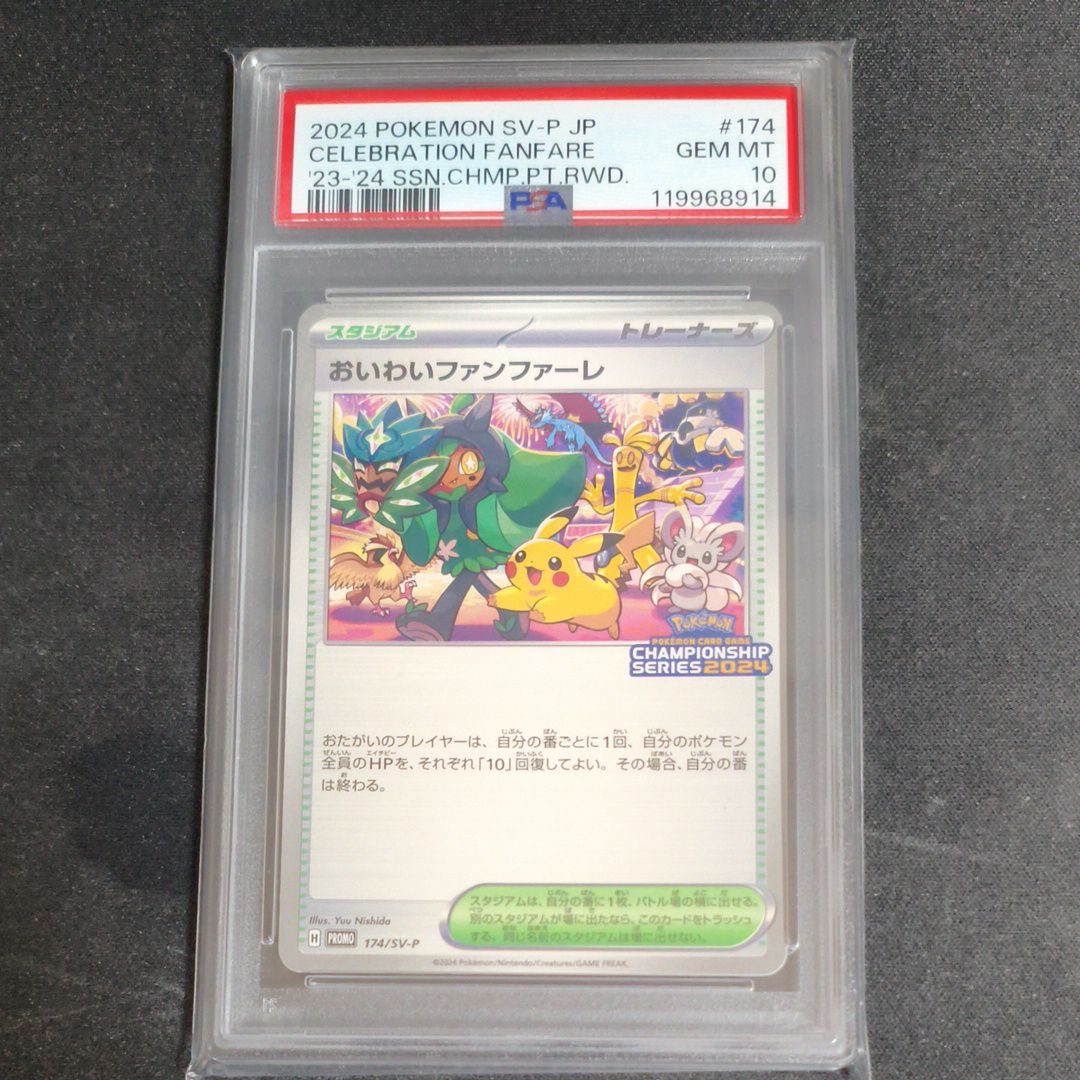 2024 POKEMON SV-P JP #174
CELEBRATION FANFARE GEM MT
'23-'24 SSN.CHMP.PT.RWD. 10
PSA 119968914
スタジアム トレーナーズ
おいわいファンファーレ
Pokémon
POKÉMON CARD GAME
CHAMPIONSHIP
SERIES 2024
おたがいのプレイヤーは、自分の番ごとに1回、自分のポケモン
全員のHPを、それぞれ「10」回復してよい。その場合、自分の番
は終わる。
スタジアムは、自分の番に1枚、バトル場の横に出せる。
別のスタジアムが場に出たなら、このカードをトラッシュ
する。同じ名前のスタジアムは場に出せない。
Illus. Yuu Nishida
H PROMO 174/SV-P
©2024 Pokémon/Nintendo/Creatures/GAME FREAK.